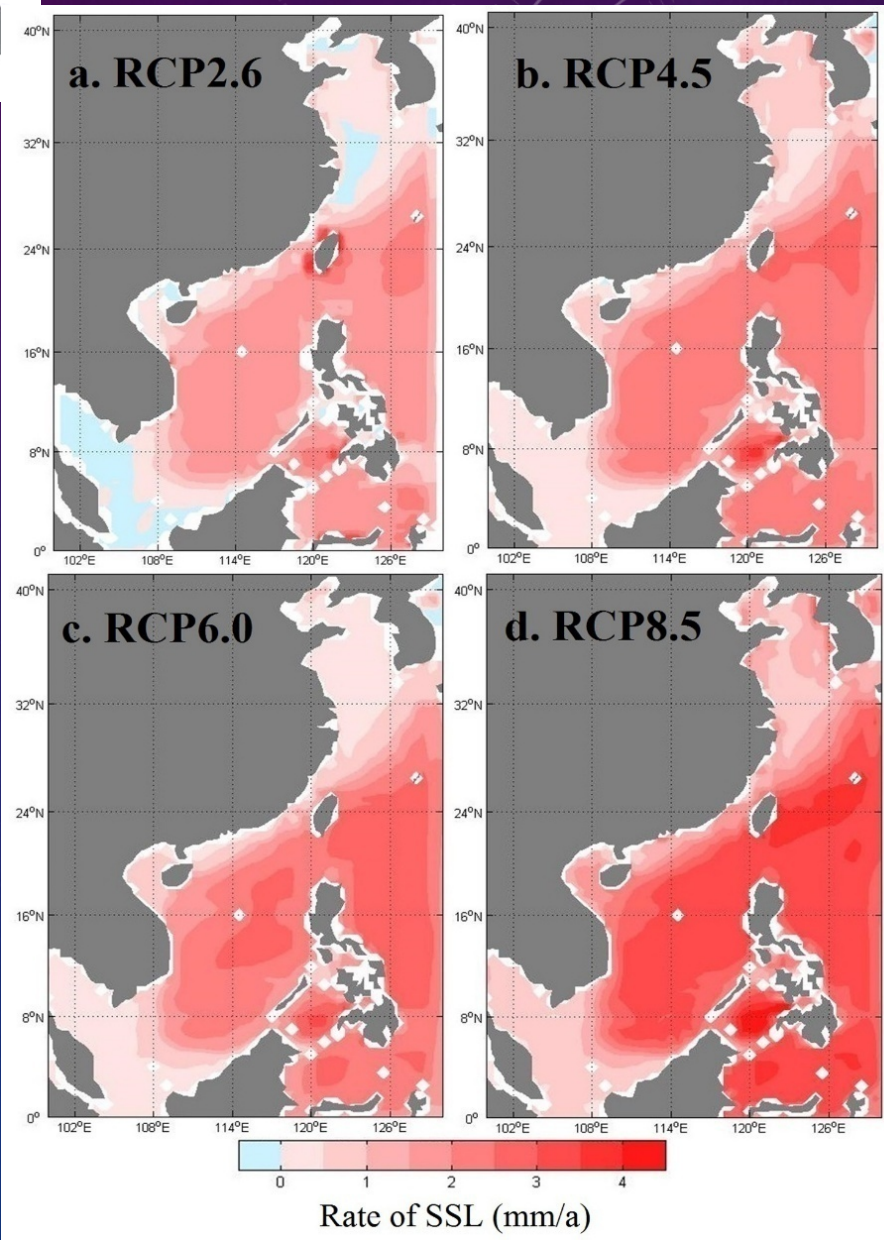 a. RCP2.6
40°N
32°N
24°N
16°N
8°N
0°
102°E 108°E 114°E 120°E 126°E
b. RCP4.5
40°N
32°N
24°N
16°N
8°N
0°
102°E 108°E 114°E 120°E 126°E
c. RCP6.0
40°N
32°N
24°N
16°N
8°N
0°
102°E 108°E 114°E 120°E 126°E
d. RCP8.5
40°N
32°N
24°N
16°N
8°N
0°
102°E 108°E 114°E 120°E 126°E
0 1 2 3 4
Rate of SSL (mm/a)